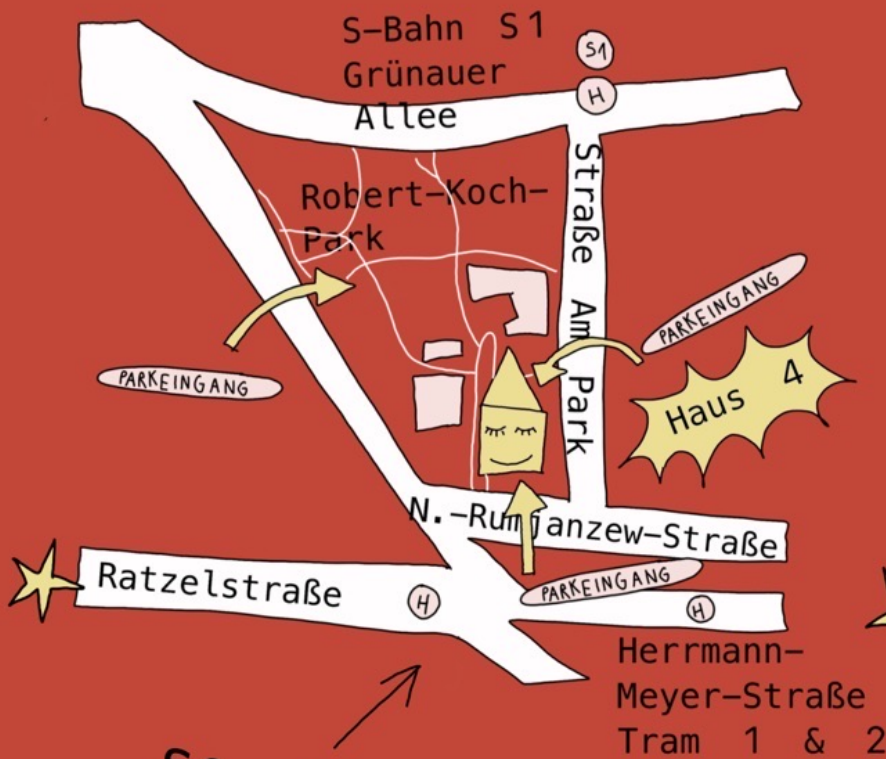 S-Bahn S1
Grünauer
Allee
S1
H
Robert-Koch-
Park
Straße Am Park
PARKEINGANG
PARKEINGANG
Haus 4
N.-Rumjanzew-Straße
Ratzelstraße
H
PARKEINGANG
H
Herrmann-
Meyer-Straße
Tram 1 & 2